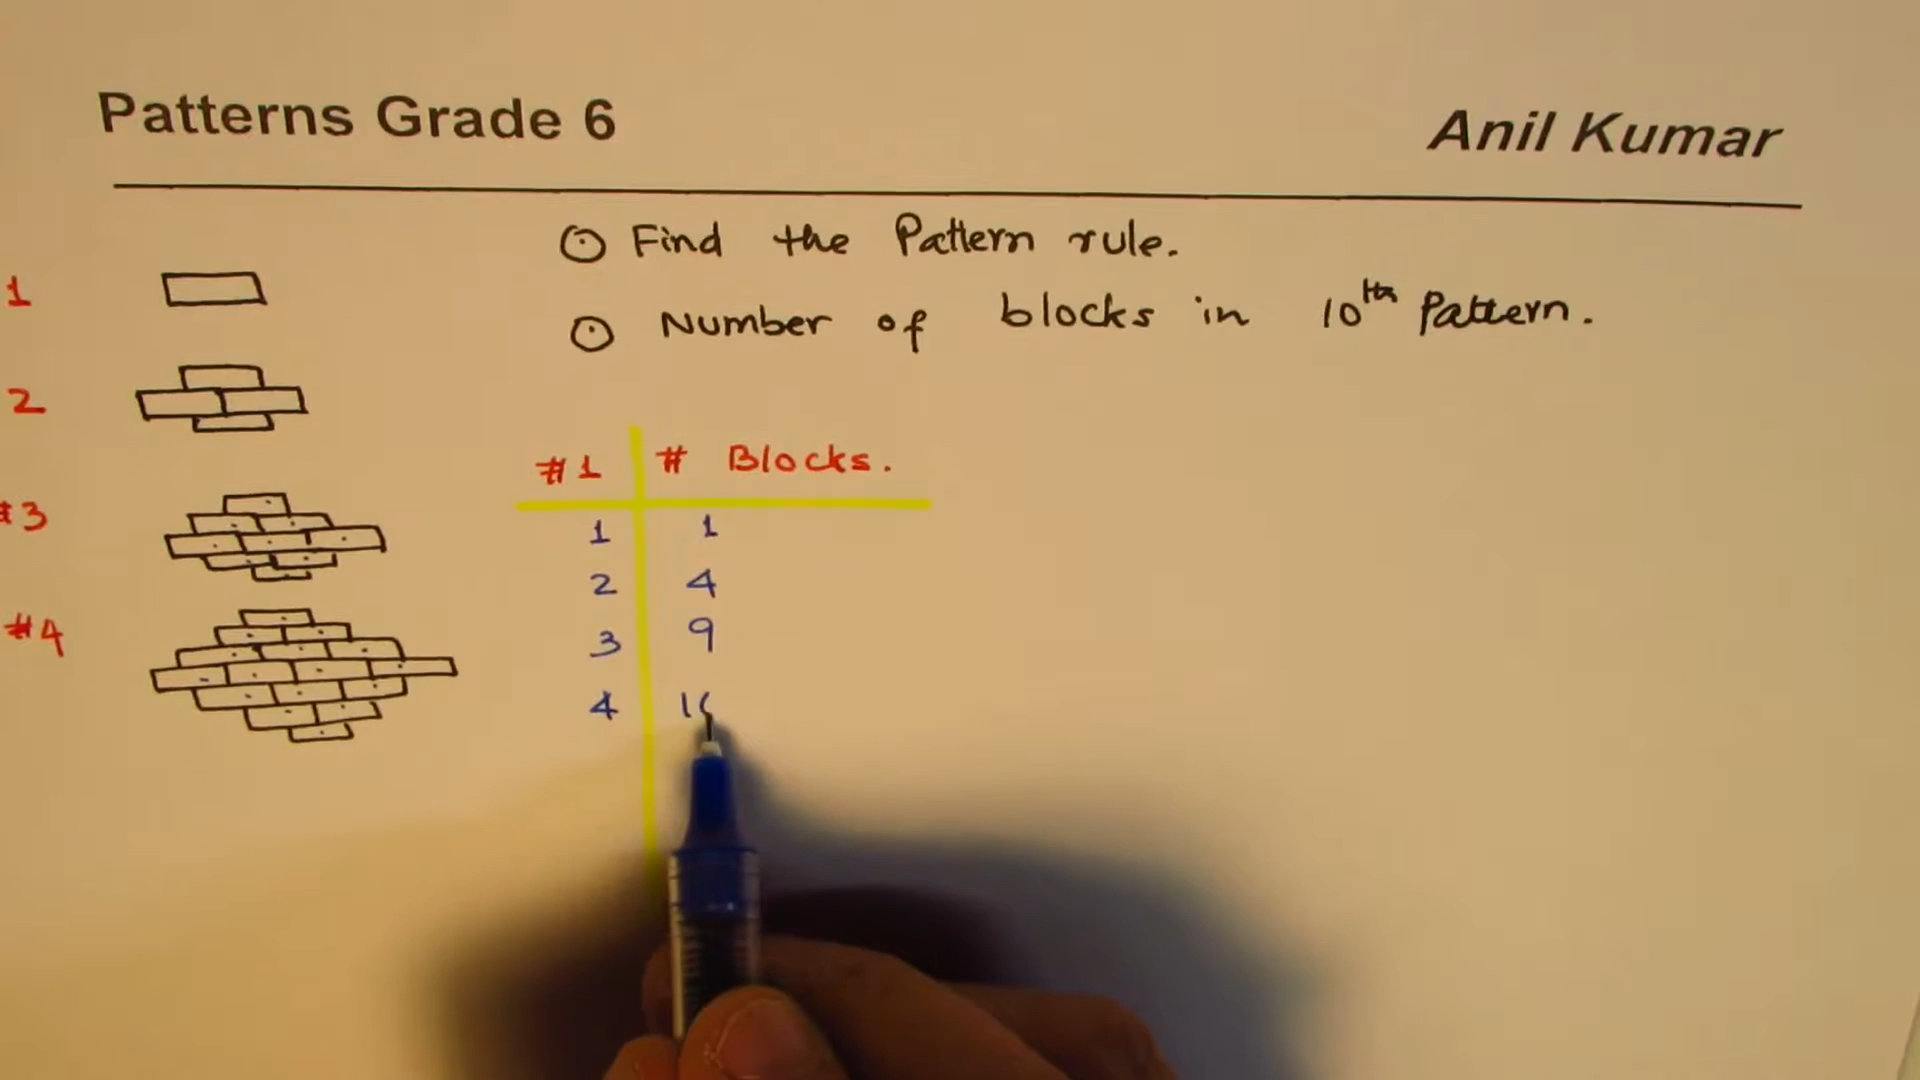 Patterns Grade 6
Anil Kumar
Find the Pattern rule.
Number of blocks in 10th Pattern.
1
2
#3
#4
#1 # Blocks.
1 1
2 4
3 9
4